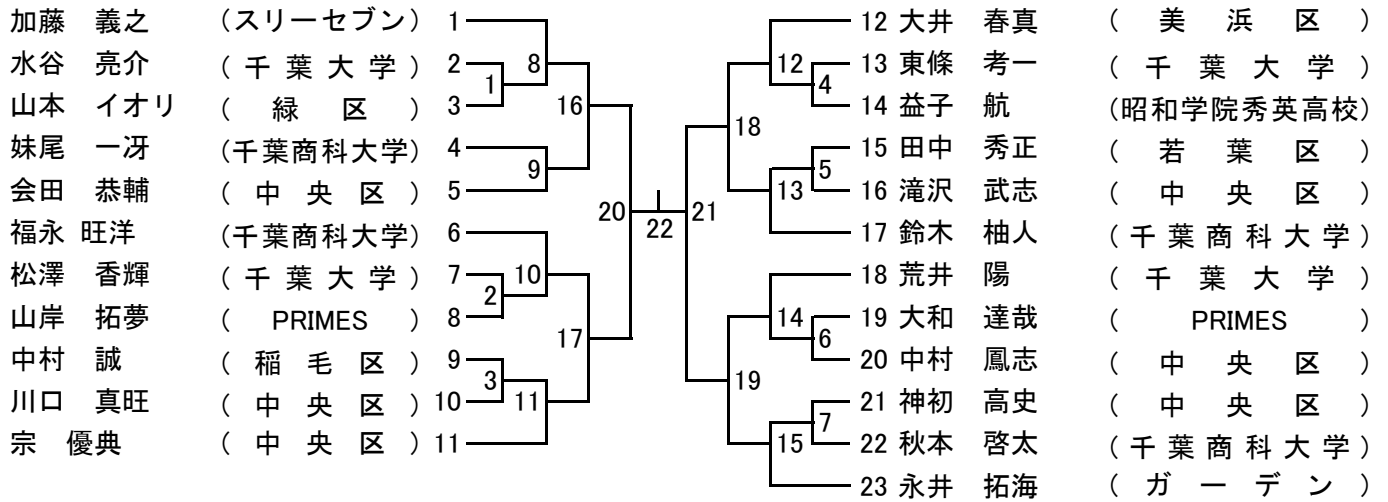 加藤 義之 (スリーセブン) 1
水谷 亮介 (千葉大学) 2
山本 イオリ (緑区) 3
妹尾 一冴 (千葉商科大学) 4
会田 恭輔 (中央区) 5
福永 旺洋 (千葉商科大学) 6
松澤 香輝 (千葉大学) 7
山岸 拓夢 (PRIMES) 8
中村 誠 (稲毛区) 9
川口 真旺 (中央区) 10
宗 優典 (中央区) 11
1
2
3
8
9
10
11
16
17
20
22
21
18
19
12
13
14
15
4
5
6
7
12 大井 春真 (美浜区)
13 東條 考一 (千葉大学)
14 益子 航 (昭和学院秀英高校)
15 田中 秀正 (若葉区)
16 滝沢 武志 (中央区)
17 鈴木 柚人 (千葉商科大学)
18 荒井 陽 (千葉大学)
19 大和 達哉 (PRIMES)
20 中村 鳳志 (中央区)
21 神初 高史 (中央区)
22 秋本 啓太 (千葉商科大学)
23 永井 拓海 (ガーデン)